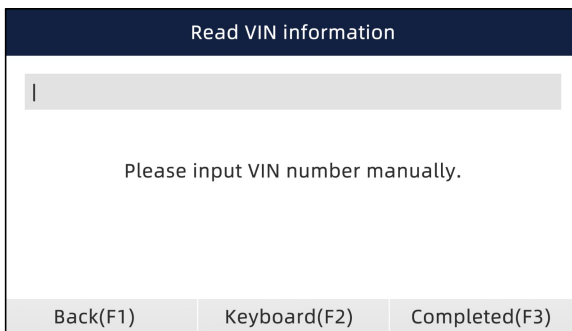 Read VIN information
Please input VIN number manually.
Back(F1) Keyboard(F2) Completed(F3)